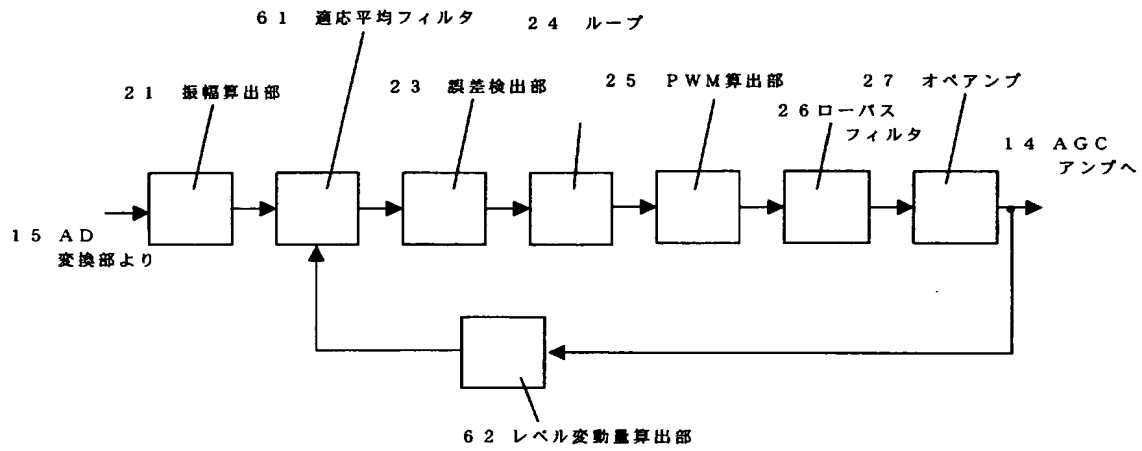 61 適応平均フィルタ
24 ループ
21 振幅算出部
23 誤差検出部
25 PWM算出部
27 オペアンプ
26ローパス
フィルタ
14 AGC
アンプへ
15 AD
変換部より
62 レベル変動量算出部